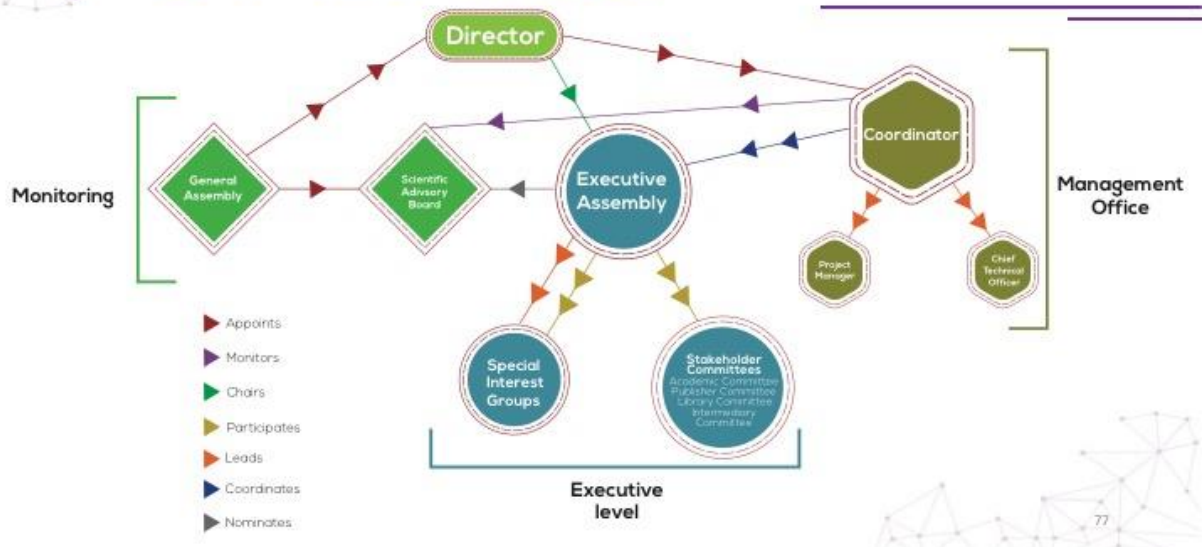 Director
Monitoring
General
Assembly
Scientific
Advisory
Board
Executive
Assembly
Coordinator
Management
Office
Project
Manager
Chief
Technical
Officer
Appoints
Monitors
Chairs
Participates
Leads
Coordinates
Nominates
Special
Interest
Groups
Stakeholder
Committees
Academic Committee
Publisher Committee
Library Committee
Intermediary
Committee
Executive
level
77